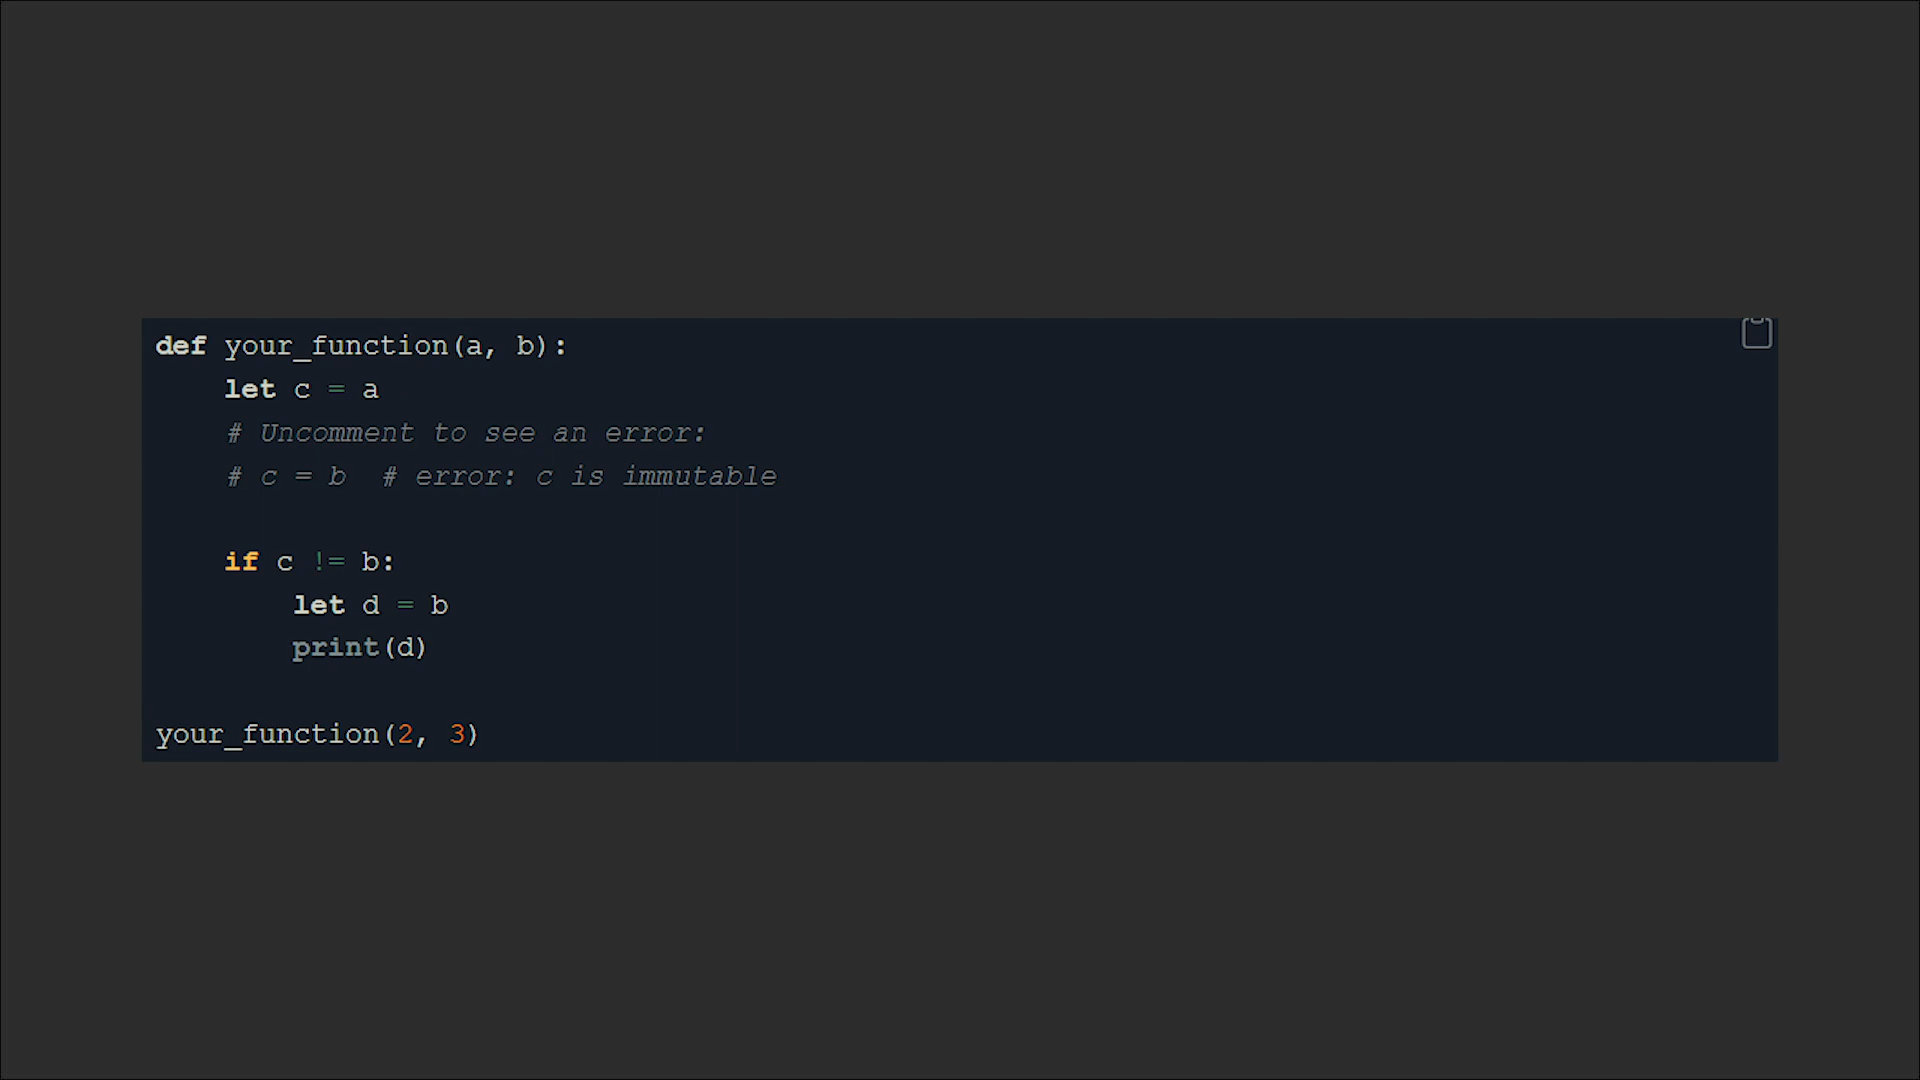 def your_function(a, b):
    let c = a
    # Uncomment to see an error:
    # c = b  # error: c is immutable

    if c != b:
        let d = b
        print(d)

your_function(2, 3)